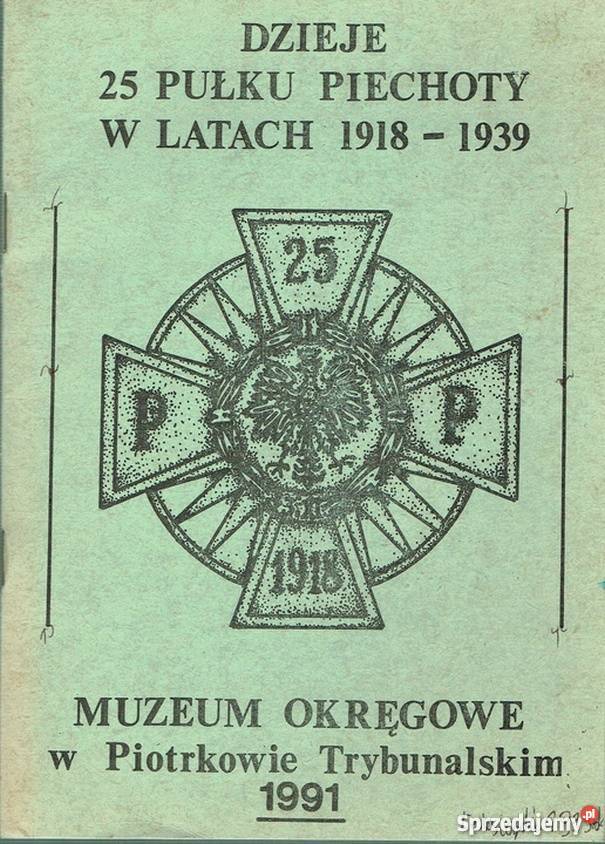 DZIEJE
25 PUŁKU PIECHOTY
W LATACH 1918 - 1939
25
P P
1918
MUZEUM OKRĘGOWE
w Piotrkowie Trybunalskim
1991
Sprzedajemy.pl